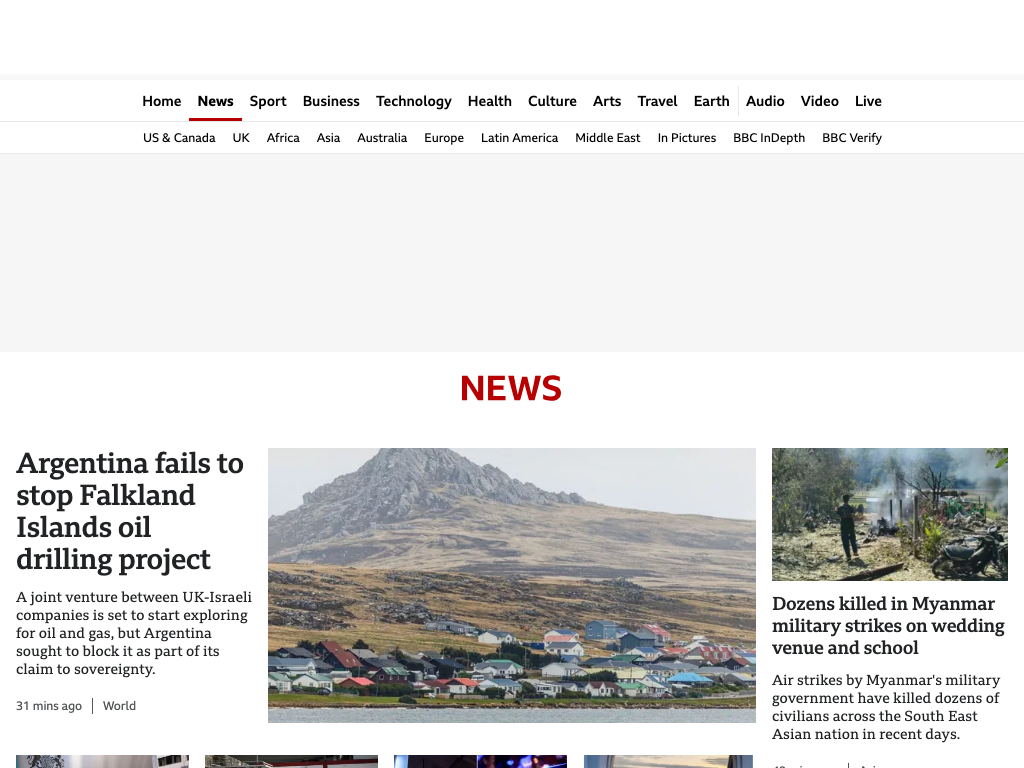 Home News Sport Business Technology Health Culture Arts Travel Earth Audio Video Live
US & Canada UK Africa Asia Australia Europe Latin America Middle East In Pictures BBC InDepth BBC Verify
NEWS
Argentina fails to
stop Falkland
Islands oil
drilling project
A joint venture between UK-Israeli
companies is set to start exploring
for oil and gas, but Argentina
sought to block it as part of its
claim to sovereignty.
31 mins ago World
Dozens killed in Myanmar
military strikes on wedding
venue and school
Air strikes by Myanmar's military
government have killed dozens of
civilians across the South East
Asian nation in recent days.